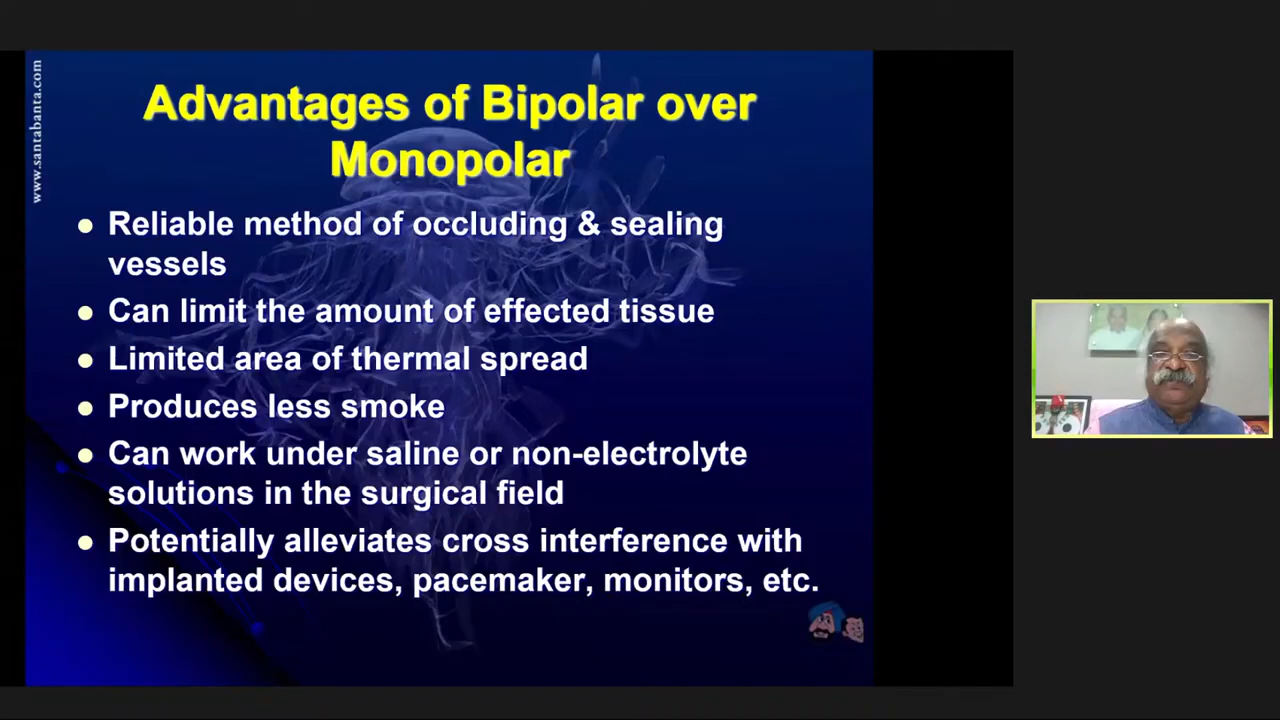 www.santabanta.com
Advantages of Bipolar over
Monopolar
● Reliable method of occluding & sealing
vessels
● Can limit the amount of effected tissue
● Limited area of thermal spread
● Produces less smoke
● Can work under saline or non-electrolyte
solutions in the surgical field
● Potentially alleviates cross interference with
implanted devices, pacemaker, monitors, etc.